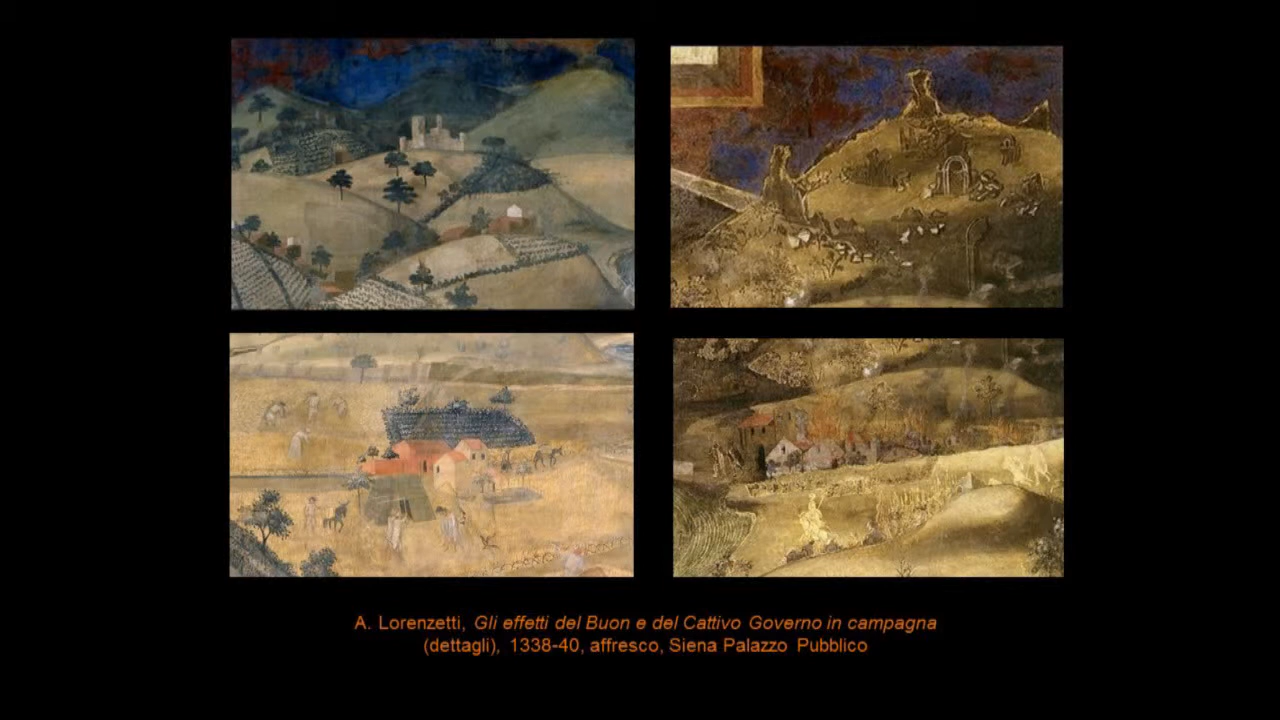 A. Lorenzetti, Gli effetti del Buon e del Cattivo Governo in campagna
(dettagli), 1338-40, affresco, Siena Palazzo Pubblico